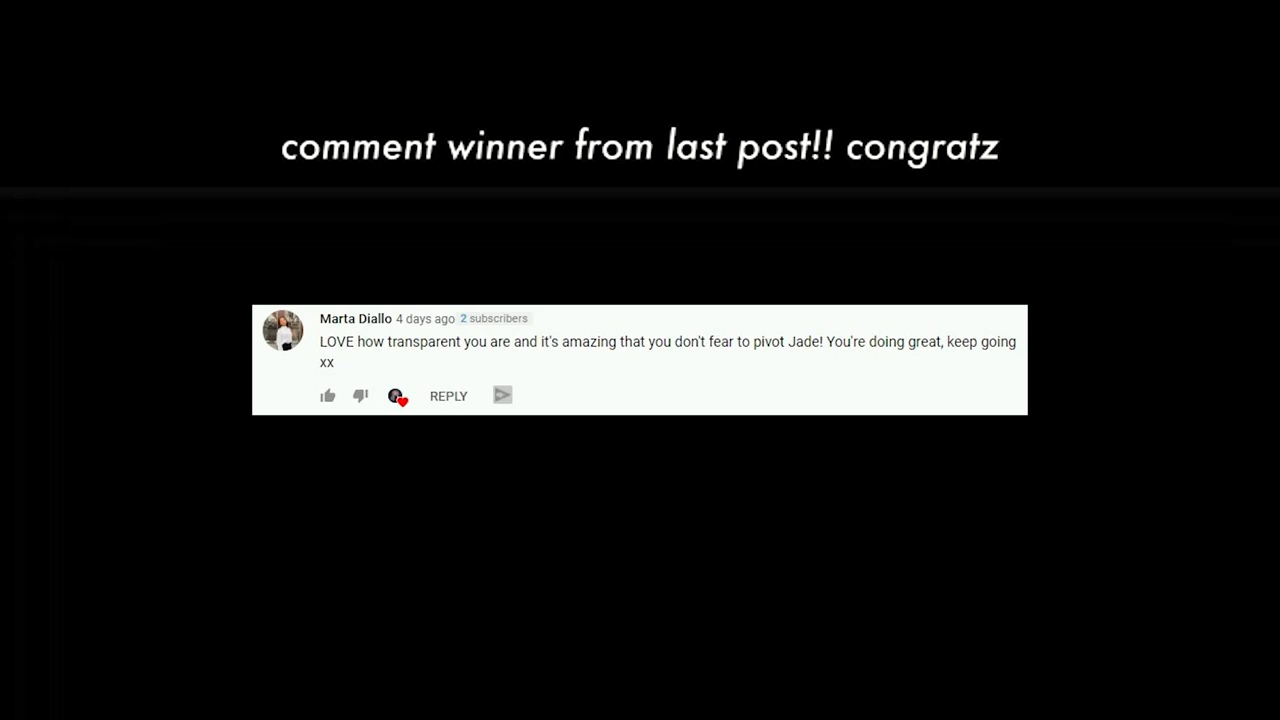 comment winner from last post!! congratz
Marta Diallo 4 days ago 2 subscribers
LOVE how transparent you are and it's amazing that you don't fear to pivot Jade! You're doing great, keep going
xx
REPLY